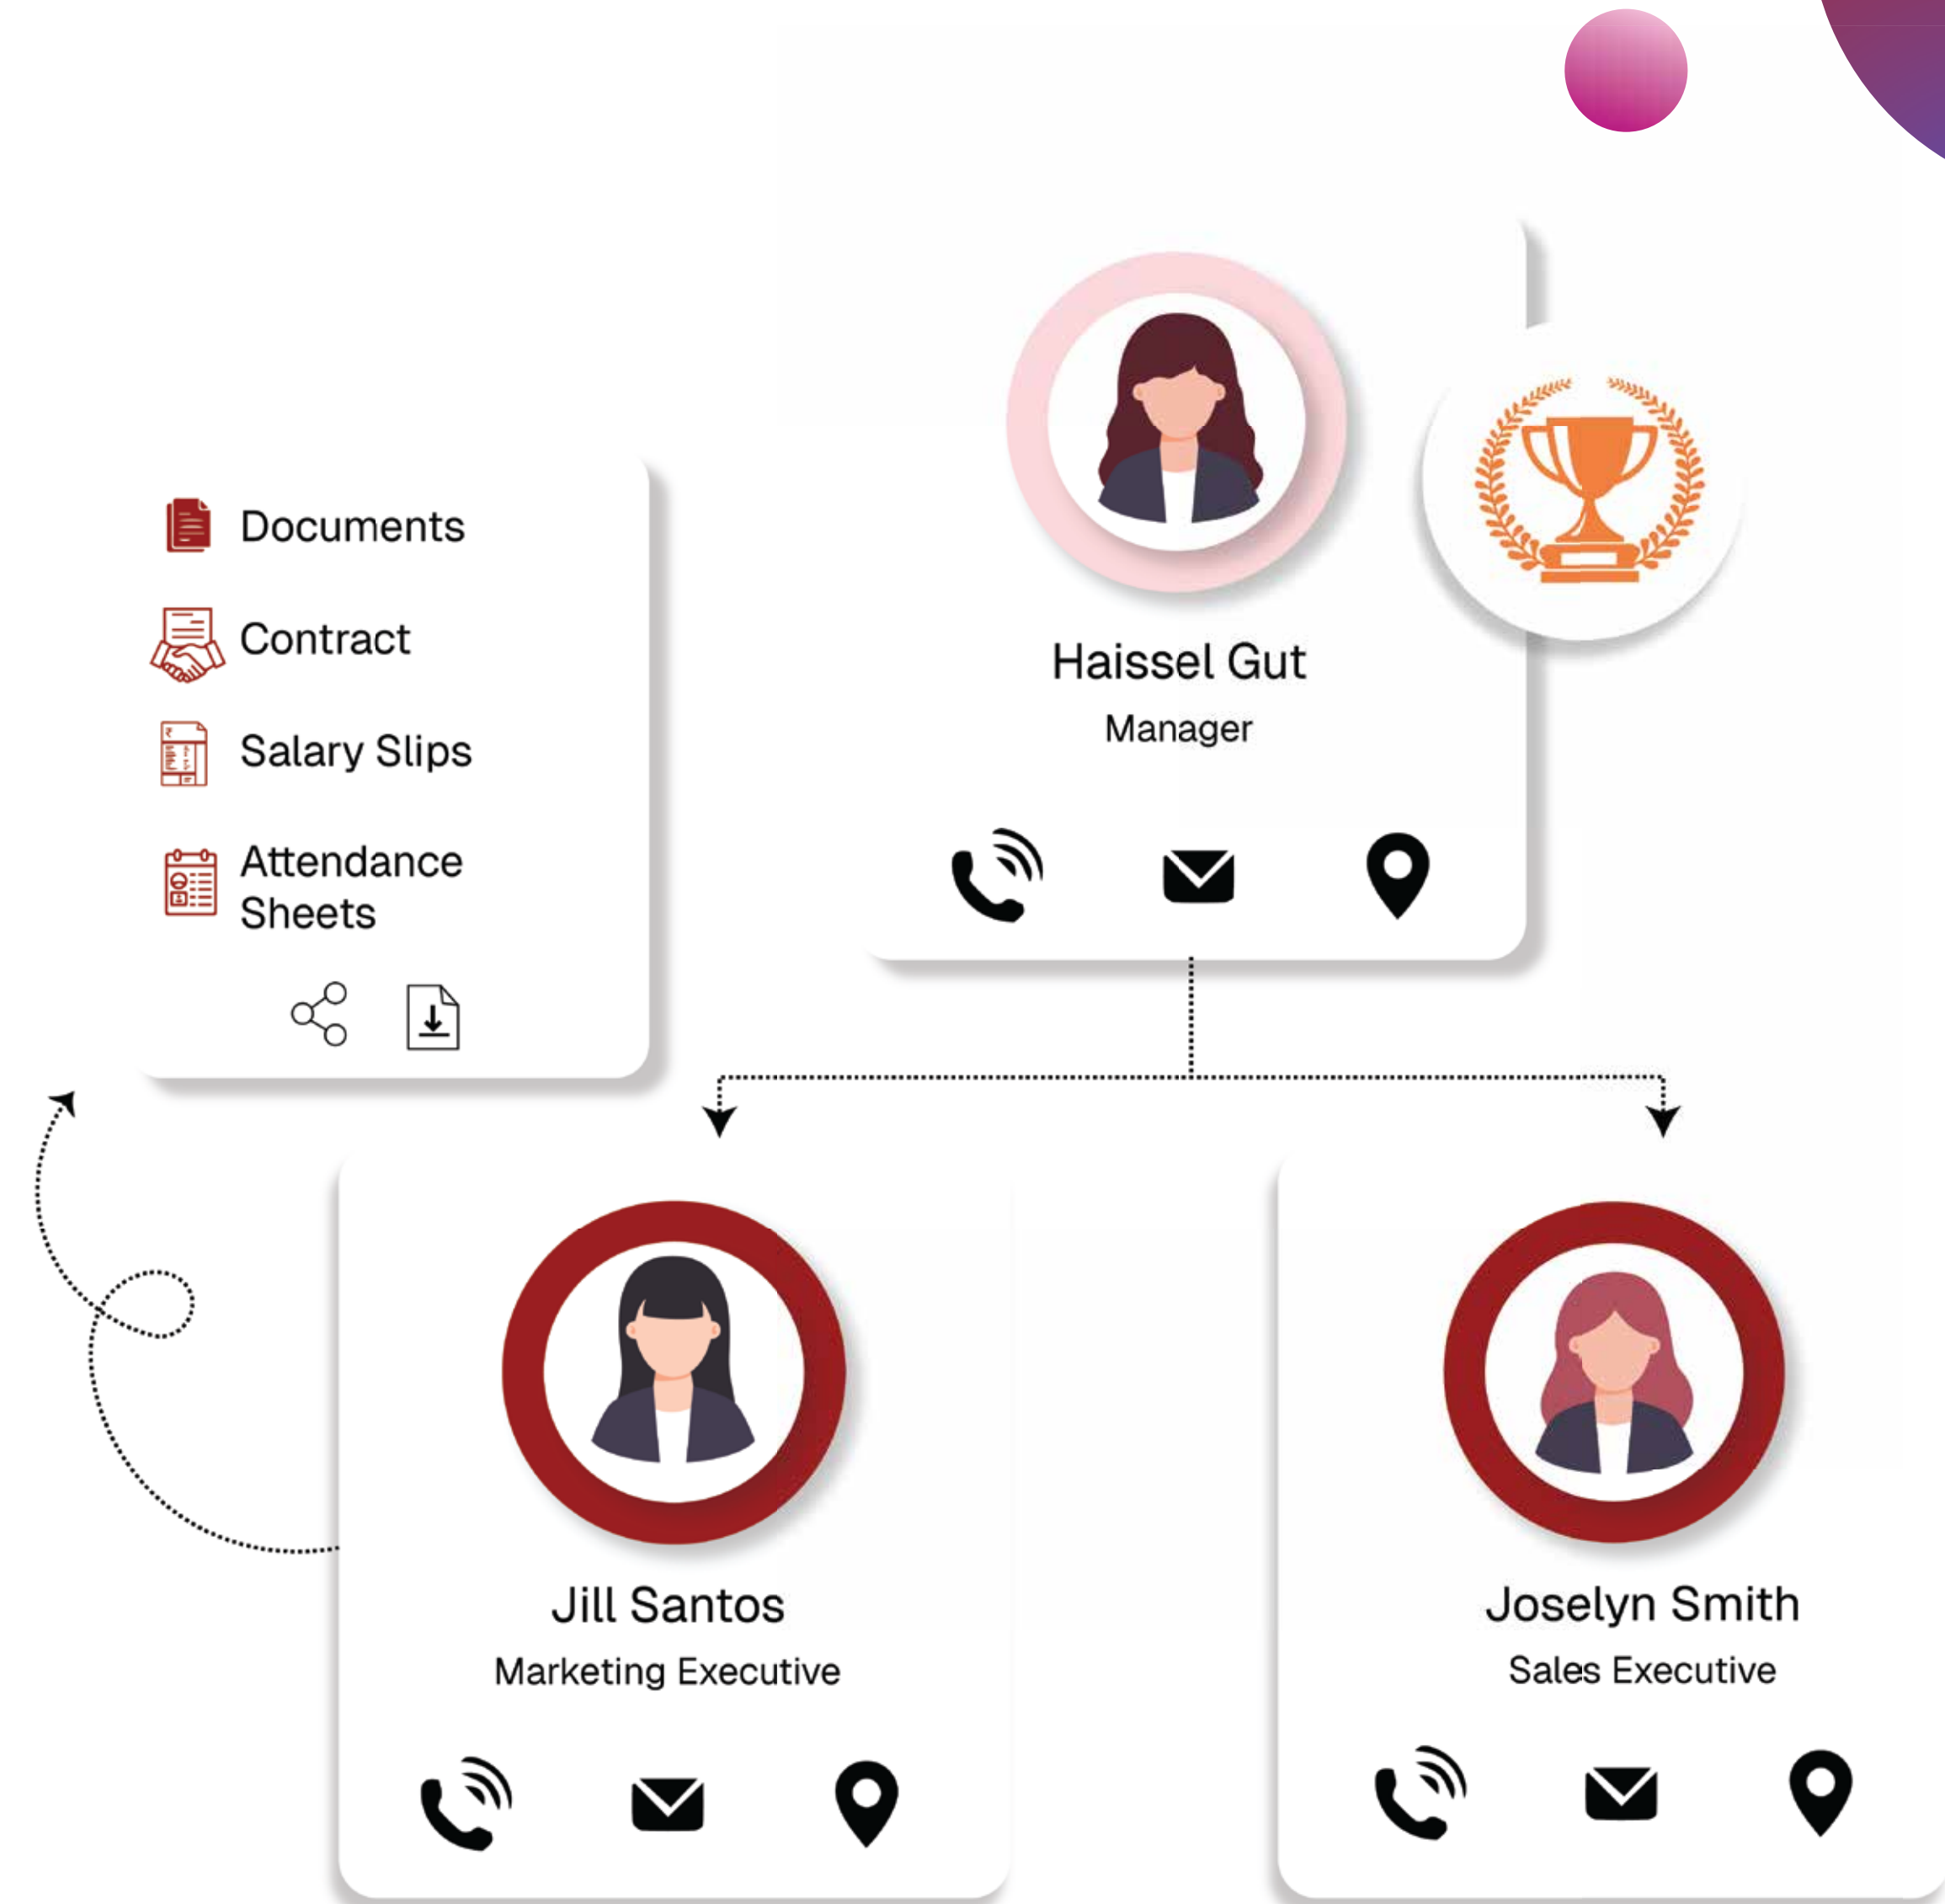 Haissel Gut
Manager
Documents
Contract
Salary Slips
Attendance
Sheets
Jill Santos
Marketing Executive
Joselyn Smith
Sales Executive